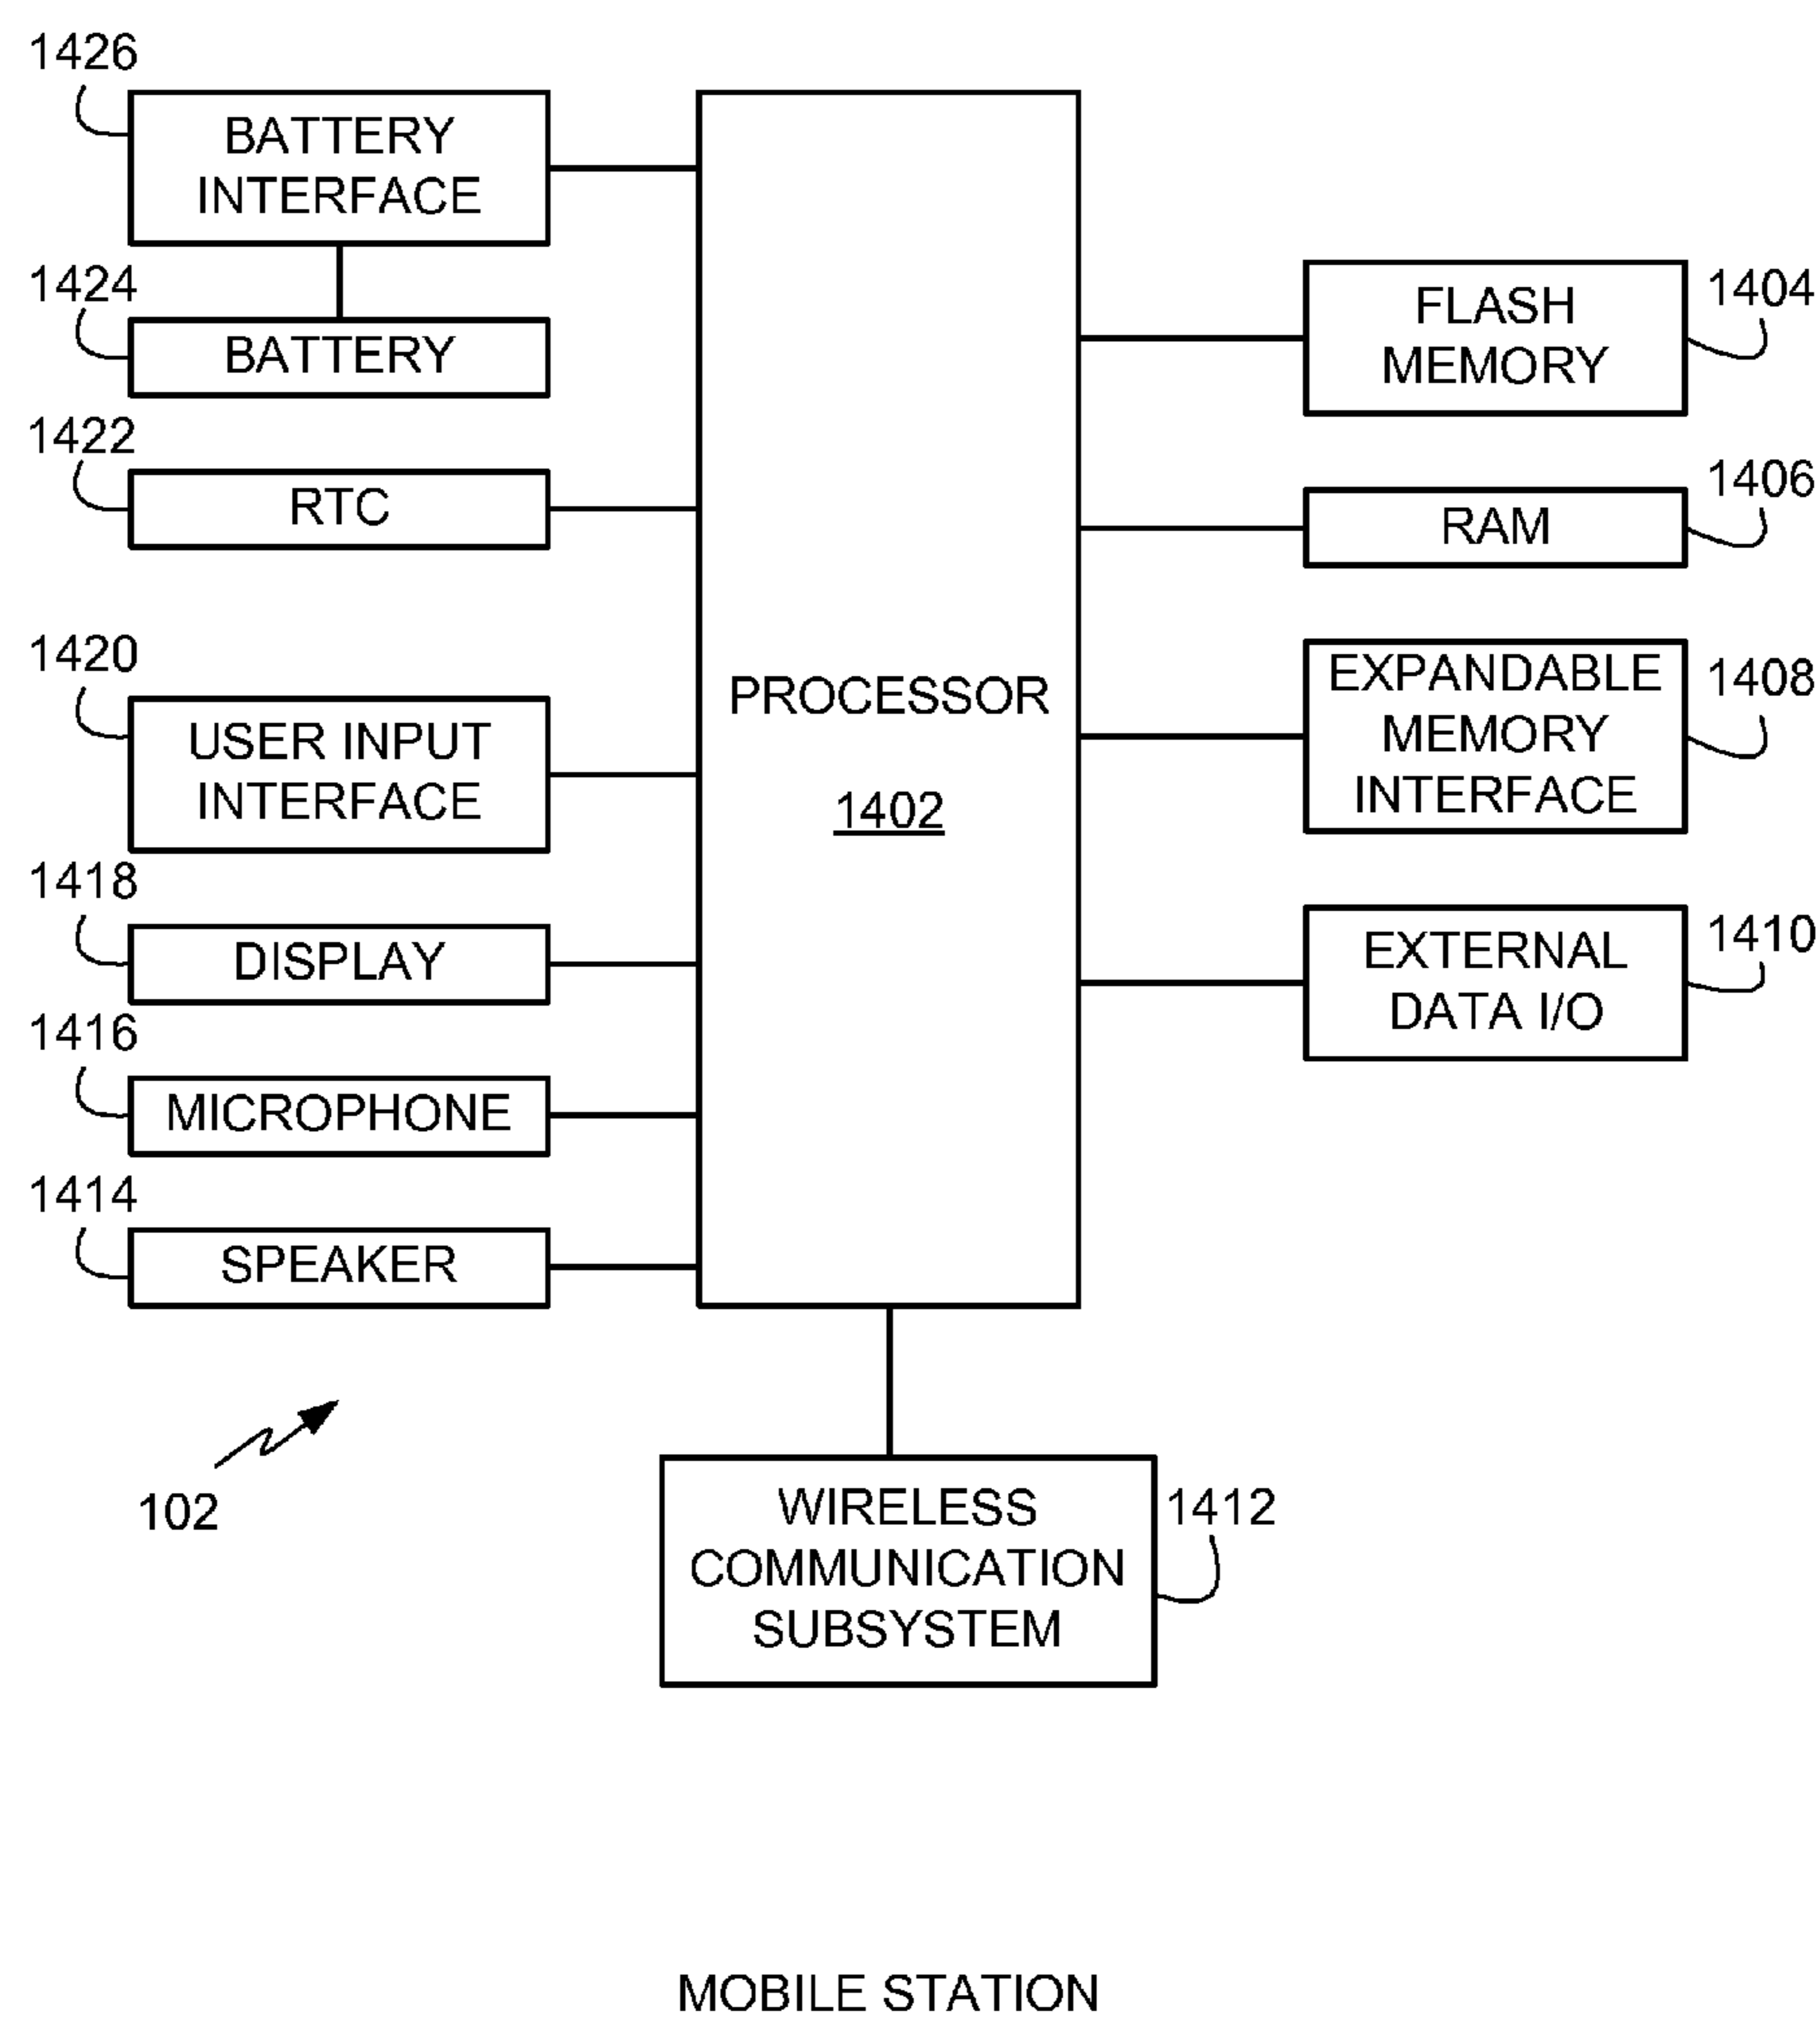 1426
BATTERY
INTERFACE
1424
BATTERY
1422
RTC
1420
USER INPUT
INTERFACE
1418
DISPLAY
1416
MICROPHONE
1414
SPEAKER
102
PROCESSOR
1402
FLASH
MEMORY
1404
RAM
1406
EXPANDABLE
MEMORY
INTERFACE
1408
EXTERNAL
DATA I/O
1410
WIRELESS
COMMUNICATION
SUBSYSTEM
1412
MOBILE STATION